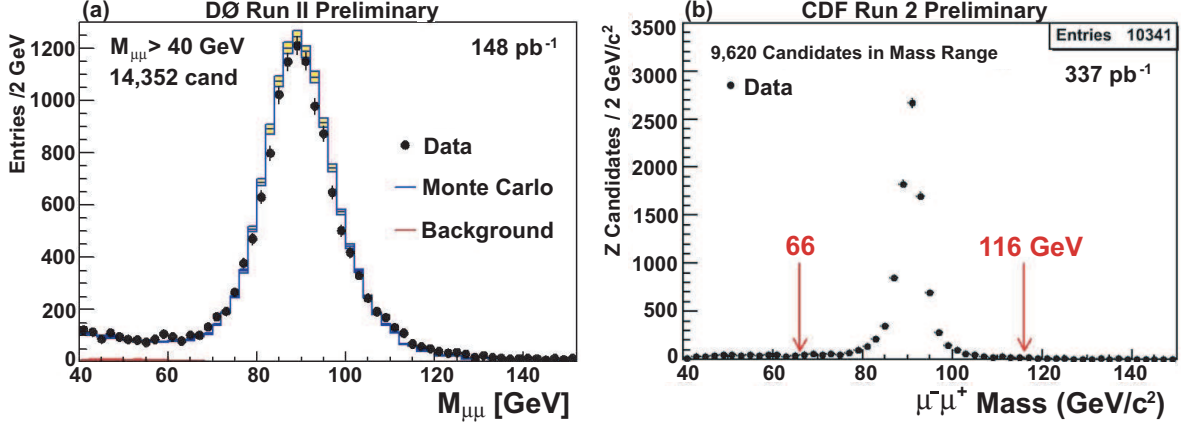 (a) DØ Run II Preliminary
M_μμ > 40 GeV
14,352 cand
148 pb⁻¹
Entries /2 GeV
1200
1000
800
600
400
200
0
Data
Monte Carlo
Background
40 60 80 100 120 140
M_μμ [GeV]
(b) CDF Run 2 Preliminary
Entries 10341
9,620 Candidates in Mass Range
337 pb⁻¹
Data
Z Candidates / 2 GeV/c²
3500
3000
2500
2000
1500
1000
500
0
66
116 GeV
40 60 80 100 120 140
μ⁻μ⁺ Mass (GeV/c²)